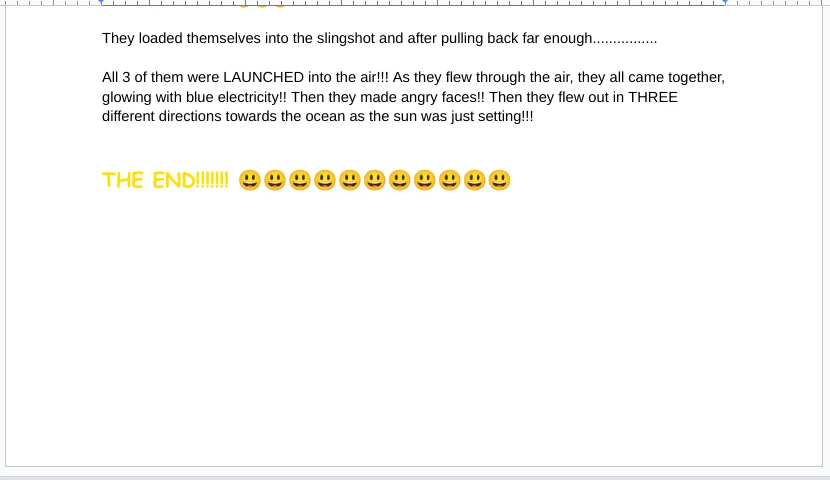 They loaded themselves into the slingshot and after pulling back far enough................
All 3 of them were LAUNCHED into the air!!! As they flew through the air, they all came together,
glowing with blue electricity!! Then they made angry faces!! Then they flew out in THREE
different directions towards the ocean as the sun was just setting!!!
THE END!!!!!!! 😃😃😃😃😃😃😃😃😃😃😃